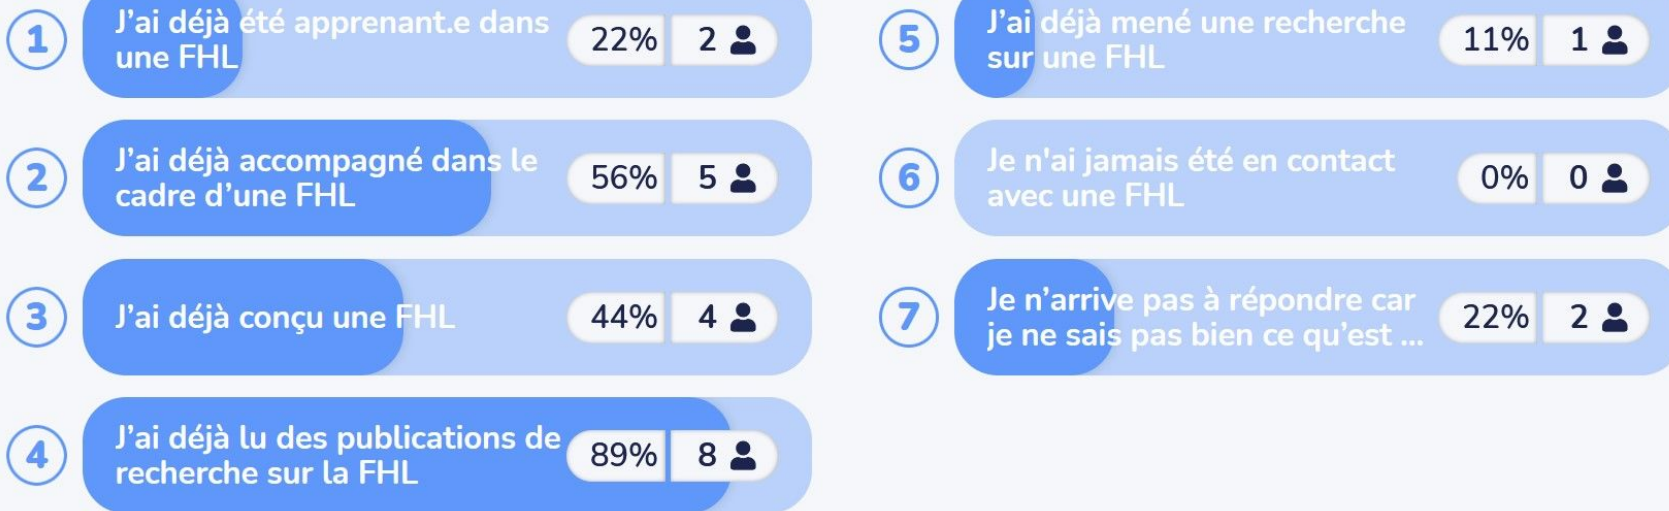 1
J'ai déjà été apprenant.e dans
une FHL
22% 2
2
J'ai déjà accompagné dans le
cadre d'une FHL
56% 5
3
J'ai déjà conçu une FHL
44% 4
4
J'ai déjà lu des publications de
recherche sur la FHL
89% 8
5
J'ai déjà mené une recherche
sur une FHL
11% 1
6
Je n'ai jamais été en contact
avec une FHL
0% 0
7
Je n'arrive pas à répondre car
je ne sais pas bien ce qu'est ...
22% 2